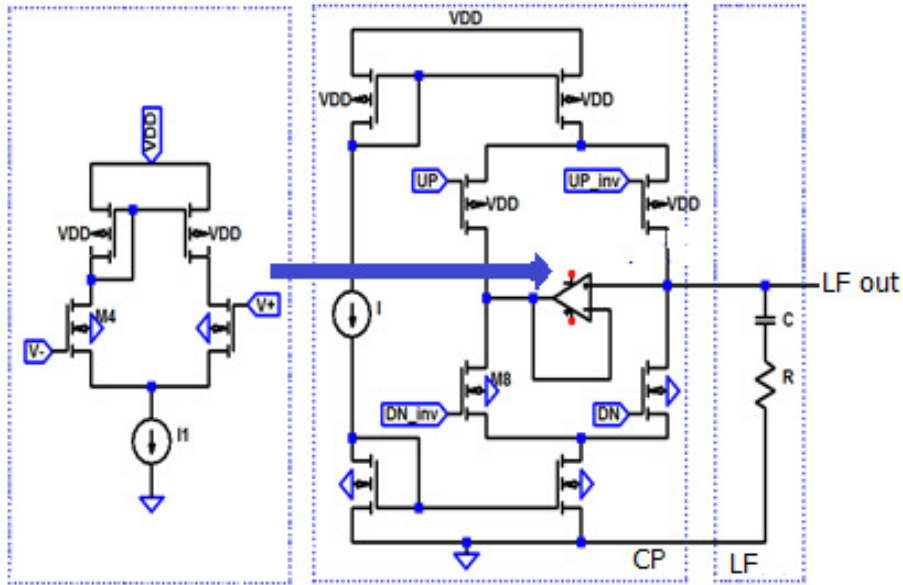 VDD
VDD
VDD
M4
V-
V+
I1
VDD
VDD
VDD
UP
UP_inv
VDD
VDD
I
M8
DN_inv
DN
CP
LF out
C
R
LF